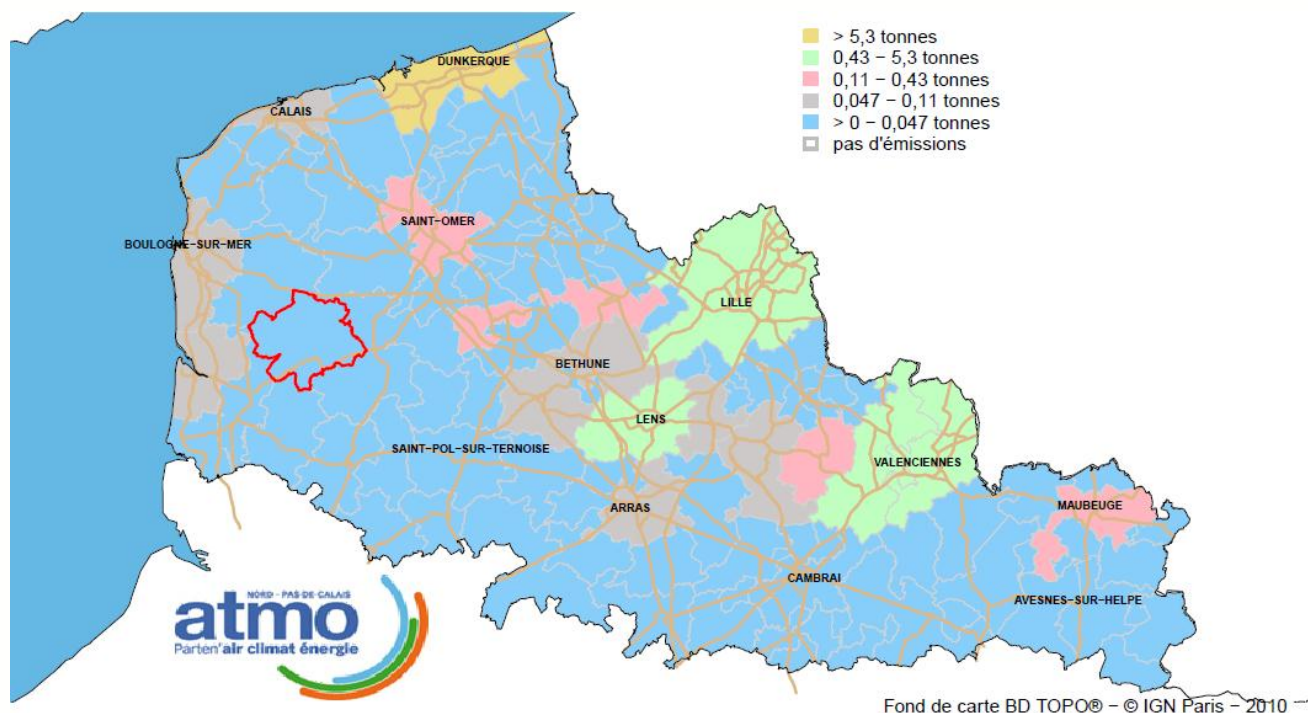 > 5,3 tonnes
0,43 − 5,3 tonnes
0,11 − 0,43 tonnes
0,047 − 0,11 tonnes
> 0 − 0,047 tonnes
pas d'émissions
DUNKERQUE
CALAIS
SAINT−OMER
BOULOGNE−SUR−MER
LILLE
BETHUNE
LENS
SAINT−POL−SUR−TERNOISE
VALENCIENNES
ARRAS
MAUBEUGE
CAMBRAI
AVESNES−SUR−HELPE
NORD - PAS-DE-CALAIS
atmo
Parten'air climat énergie
Fond de carte BD TOPO® − © IGN Paris − 2010